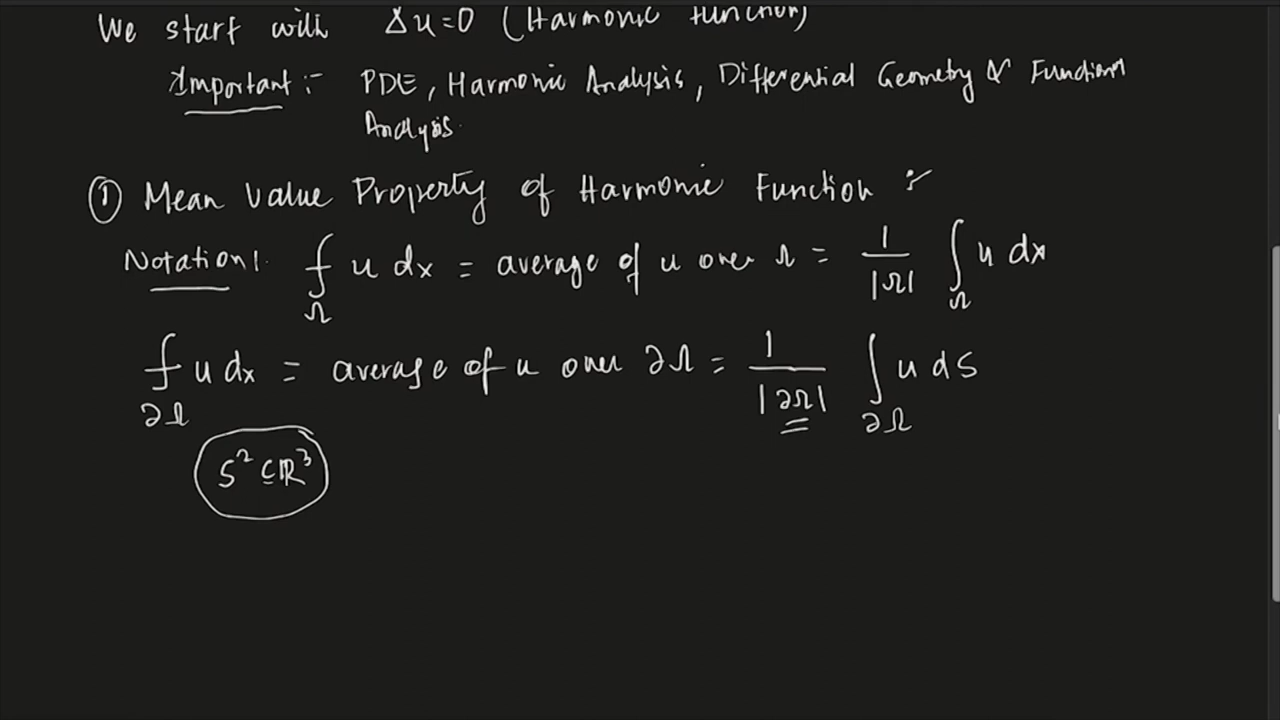 We start with Δu=0 (Harmonic function)
Important :- PDE, Harmonic Analysis, Differential Geometry & Functional
Analysis.
① Mean Value Property of Harmonic Function :-
Notation: ⨍_Ω u dx = average of u over Ω = 1/|Ω| ∫_Ω u dx
⨍_∂Ω u dx = average of u over ∂Ω = 1/|∂Ω| ∫_∂Ω u dS
S² ⊆ ℝ³